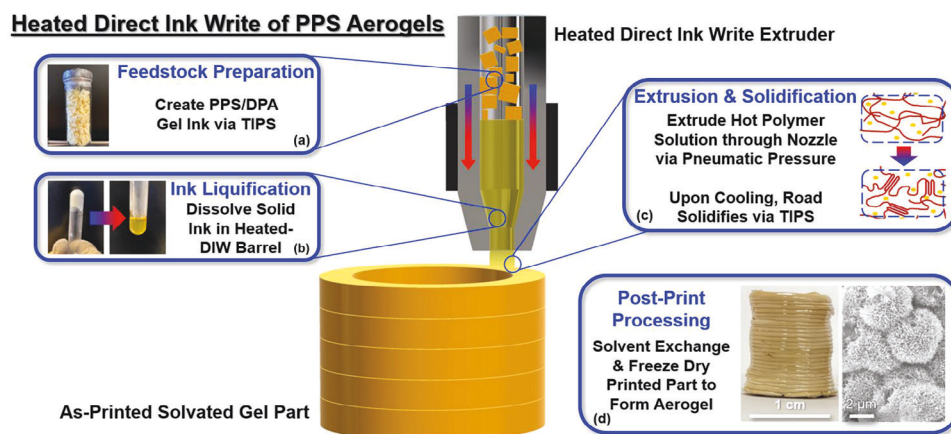 Heated Direct Ink Write of PPS Aerogels
Heated Direct Ink Write Extruder
Feedstock Preparation
Create PPS/DPA
Gel Ink via TIPS
(a)
Ink Liquification
Dissolve Solid
Ink in Heated-
DIW Barrel
(b)
Extrusion & Solidification
Extrude Hot Polymer
Solution through Nozzle
via Pneumatic Pressure
Upon Cooling, Road
Solidifies via TIPS
(c)
Post-Print
Processing
Solvent Exchange
& Freeze Dry
Printed Part to
Form Aerogel
(d)
1 cm
2 μm
As-Printed Solvated Gel Part